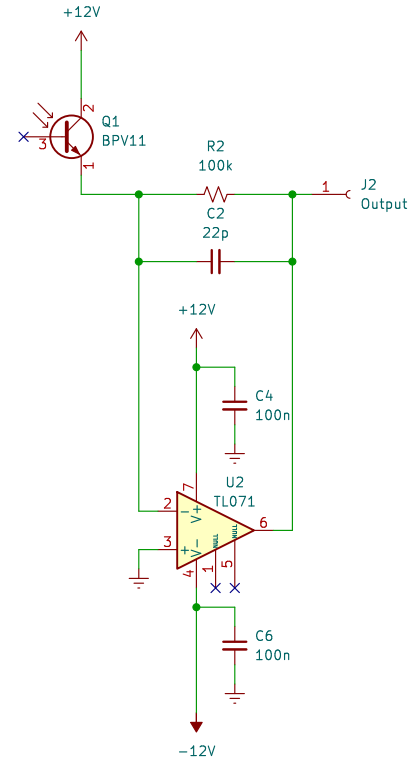 +12V
2
Q1
BPV11
3
1
R2
100k
1
J2
Output
C2
22p
+12V
C4
100n
U2
TL071
7
2
−
V+
NULL
NULL
6
3
+
V−
4
1
5
C6
100n
-12V